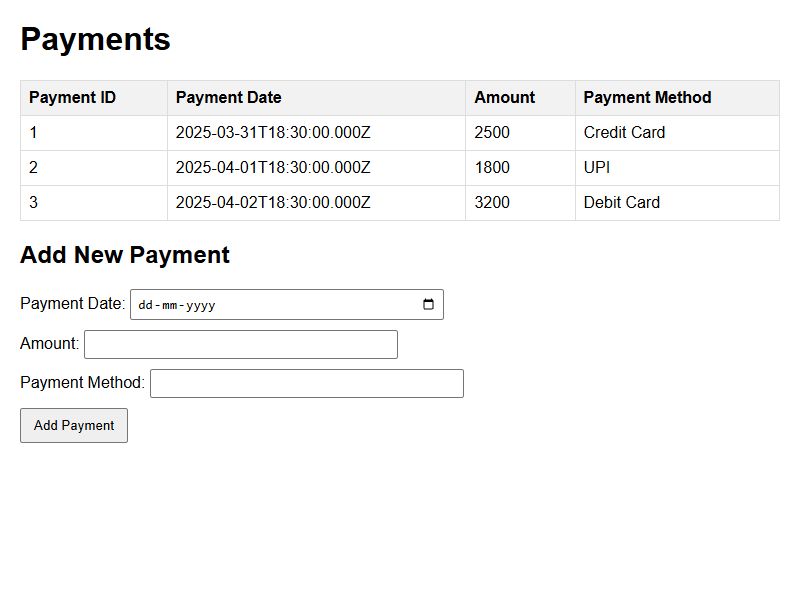 Payments
Payment ID Payment Date Amount Payment Method
1 2025-03-31T18:30:00.000Z 2500 Credit Card
2 2025-04-01T18:30:00.000Z 1800 UPI
3 2025-04-02T18:30:00.000Z 3200 Debit Card
Add New Payment
Payment Date: dd-mm-yyyy
Amount:
Payment Method:
Add Payment